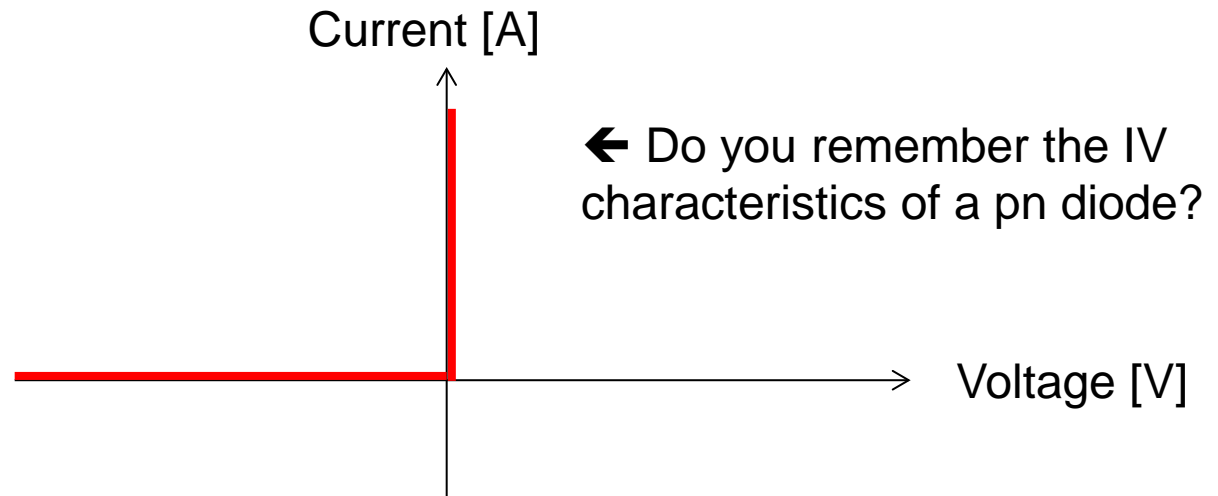 Current [A]
🡸 Do you remember the IV
characteristics of a pn diode?
Voltage [V]